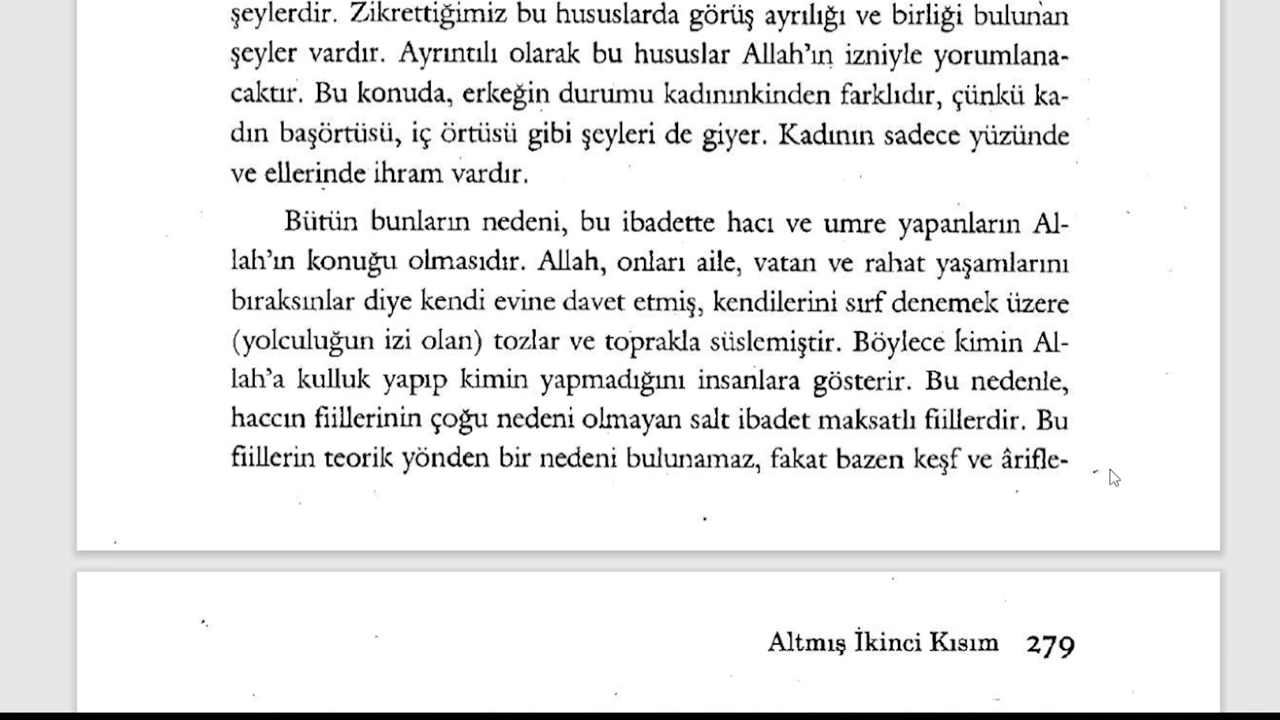 şeylerdir. Zikrettiğimiz bu hususlarda görüş ayrılığı ve birliği bulunan
şeyler vardır. Ayrıntılı olarak bu hususlar Allah’ın izniyle yorumlana-
caktır. Bu konuda, erkeğin durumu kadınınkinden farklıdır, çünkü ka-
dın başörtüsü, iç örtüsü gibi şeyleri de giyer. Kadının sadece yüzünde
ve ellerinde ihram vardır.
Bütün bunların nedeni, bu ibadette hacı ve umre yapanların Al-
lah’ın konuğu olmasıdır. Allah, onları aile, vatan ve rahat yaşamlarını
bıraksınlar diye kendi evine davet etmiş, kendilerini sırf denemek üzere
(yolculuğun izi olan) tozlar ve toprakla süslemiştir. Böylece kimin Al-
lah’a kulluk yapıp kimin yapmadığını insanlara gösterir. Bu nedenle,
haccın fiillerinin çoğu nedeni olmayan salt ibadet maksatlı fiillerdir. Bu
fiillerin teorik yönden bir nedeni bulunamaz, fakat bazen keşf ve ârifle-
Altmış İkinci Kısım 279